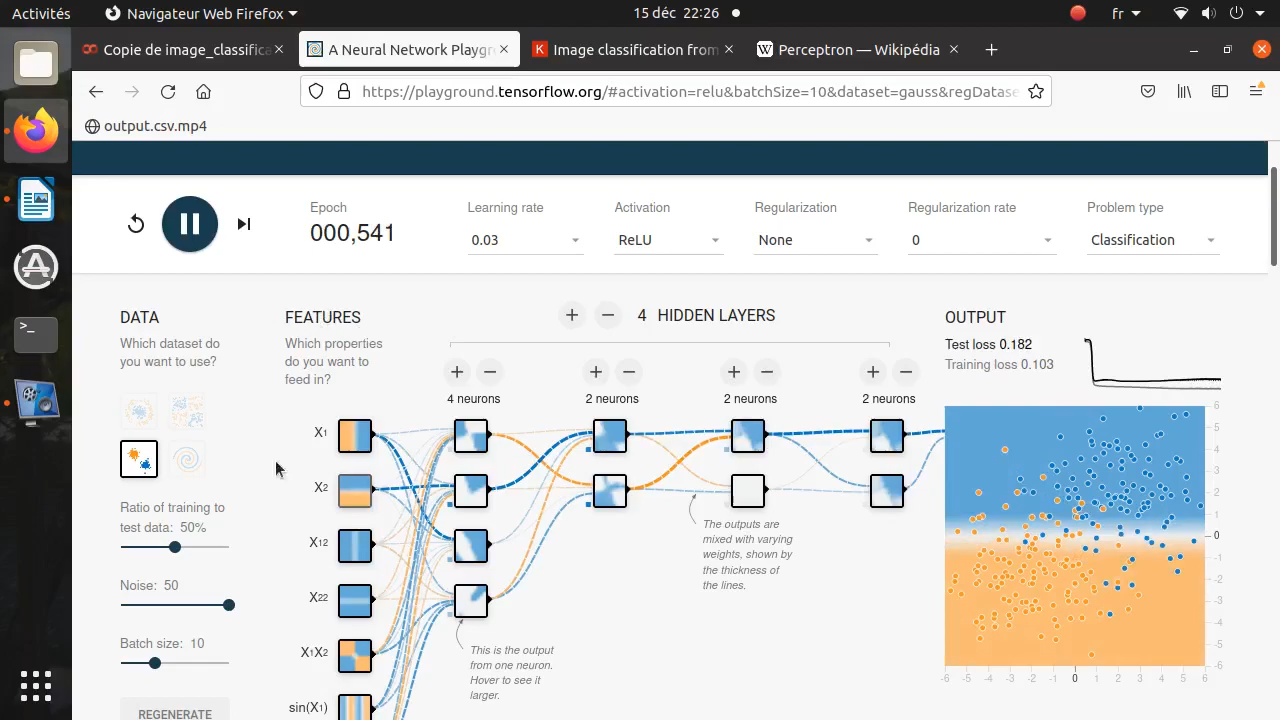 Activités
Navigateur Web Firefox
15 déc 22:26
fr
Copie de image_classifica
A Neural Network Playgr
Image classification from
Perceptron — Wikipédia
https://playground.tensorflow.org/#activation=relu&batchSize=10&dataset=gauss&regDatase
output.csv.mp4
Epoch
000,541
Learning rate
0.03
Activation
ReLU
Regularization
None
Regularization rate
0
Problem type
Classification
DATA
Which dataset do
you want to use?
Ratio of training to
test data: 50%
Noise: 50
Batch size: 10
REGENERATE
FEATURES
Which properties
do you want to
feed in?
X1
X2
X12
X22
X1X2
sin(X1)
4 HIDDEN LAYERS
4 neurons
2 neurons
2 neurons
2 neurons
This is the output
from one neuron.
Hover to see it
larger.
The outputs are
mixed with varying
weights, shown by
the thickness of
the lines.
OUTPUT
Test loss 0.182
Training loss 0.103
6
5
4
3
2
1
0
-1
-2
-3
-4
-5
-6
-6 -5 -4 -3 -2 -1 0 1 2 3 4 5 6